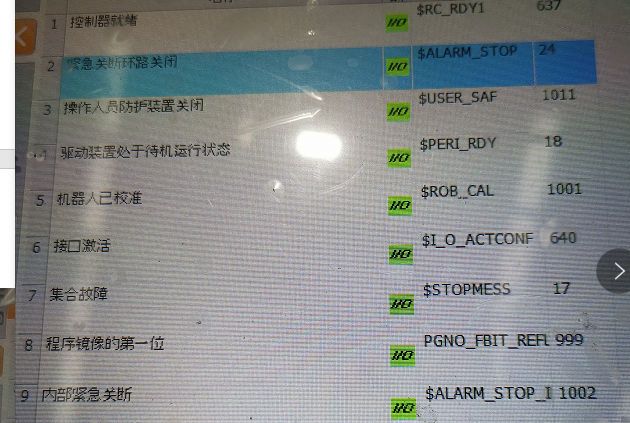 1 控制器就绪 $RC_RDY1 637
2 紧急关断环路关闭 $ALARM_STOP 24
3 操作人员防护装置关闭 $USER_SAF 1011
4 驱动装置处于待机运行状态 $PERI_RDY 18
5 机器人已校准 $ROB_CAL 1001
6 接口激活 $I_O_ACTCONF 640
7 集合故障 $STOPMESS 17
8 程序镜像的第一位 PGNO_FBIT_REFL 999
9 内部紧急关断 $ALARM_STOP_I 1002